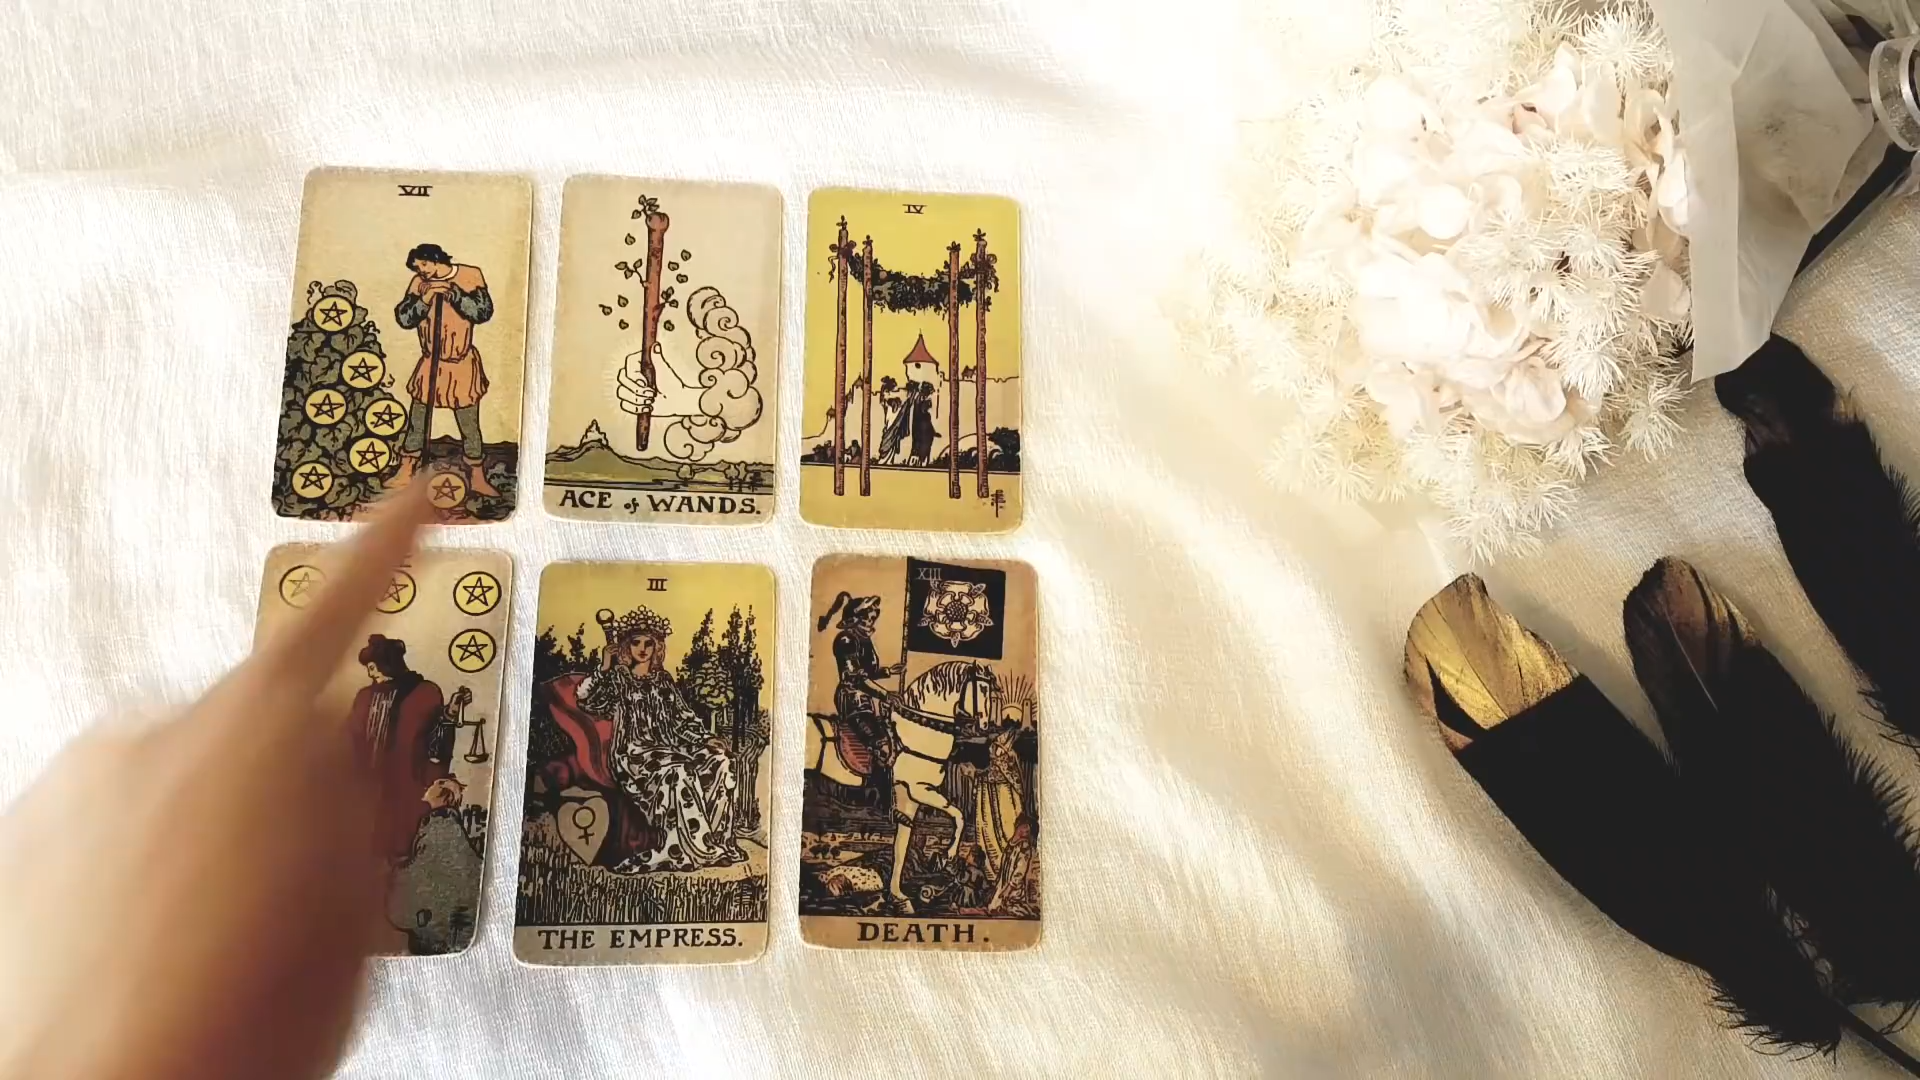 VII
ACE of WANDS.
IV
III
THE EMPRESS.
XIII
DEATH.